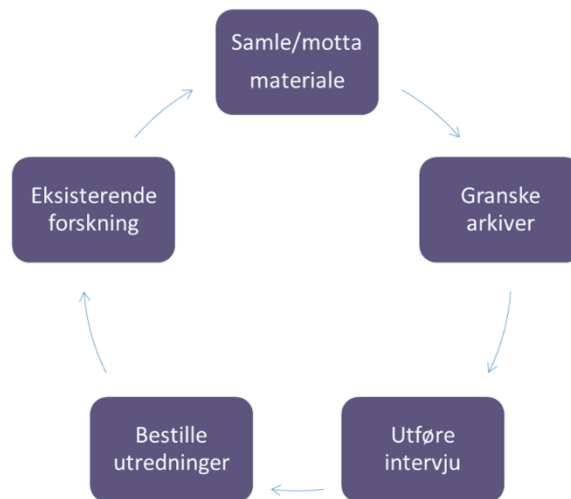 Samle/motta
materiale
Granske
arkiver
Utføre
intervju
Bestille
utredninger
Eksisterende
forskning